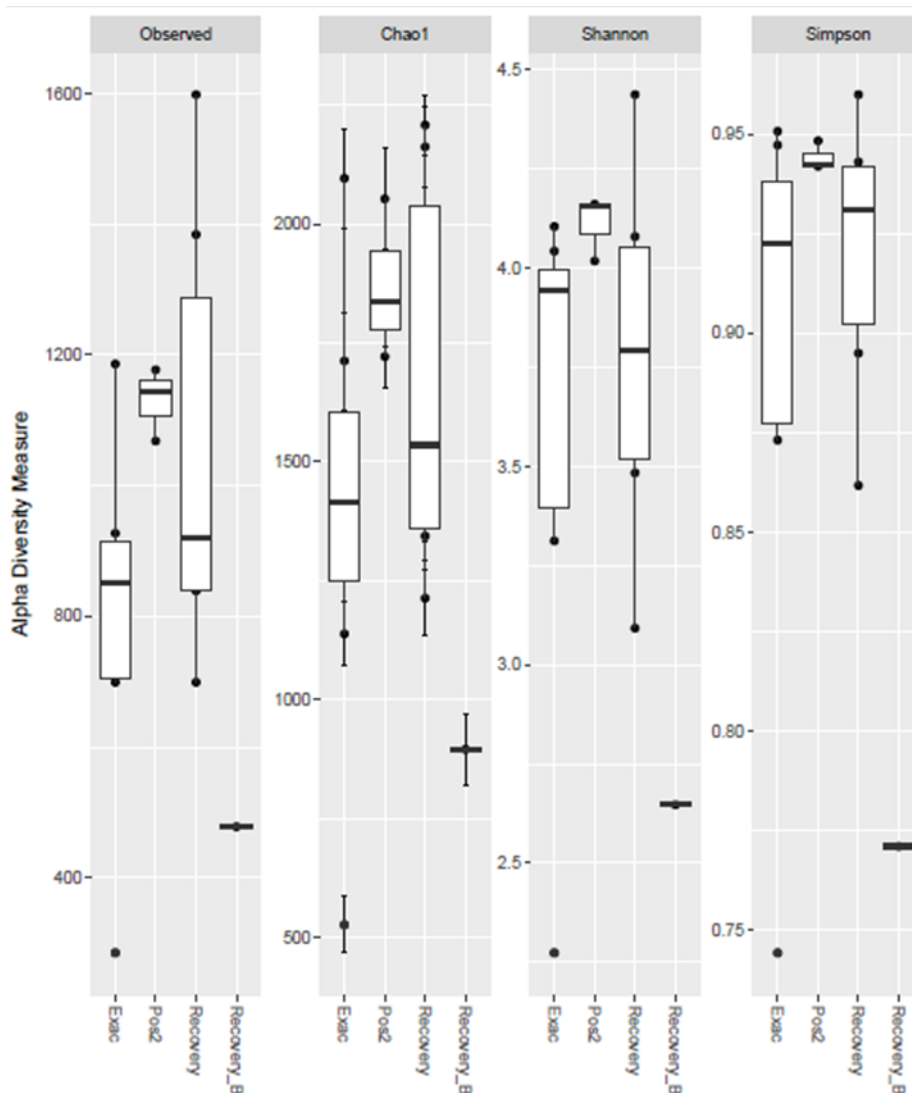 Observed
Chao1
Shannon
Simpson
Alpha Diversity Measure
1600
1200
800
400
2000
1500
1000
500
4.5
4.0
3.5
3.0
2.5
0.95
0.90
0.85
0.80
0.75
Exac
Pos2
Recovery
Recovery_B
Exac
Pos2
Recovery
Recovery_B
Exac
Pos2
Recovery
Recovery_B
Exac
Pos2
Recovery
Recovery_B